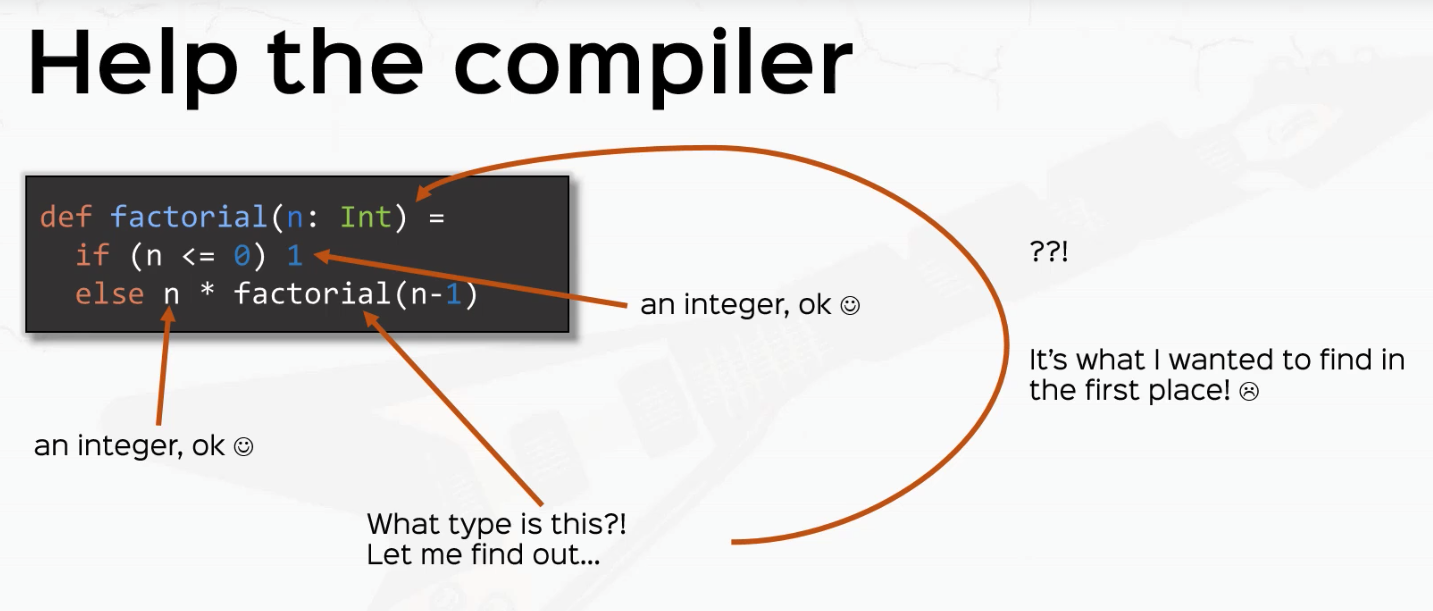 Help the compiler
def factorial(n: Int) =
if (n <= 0) 1
else n * factorial(n-1)
??!
an integer, ok ☺
It's what I wanted to find in
the first place! ☹
an integer, ok ☺
What type is this?!
Let me find out...